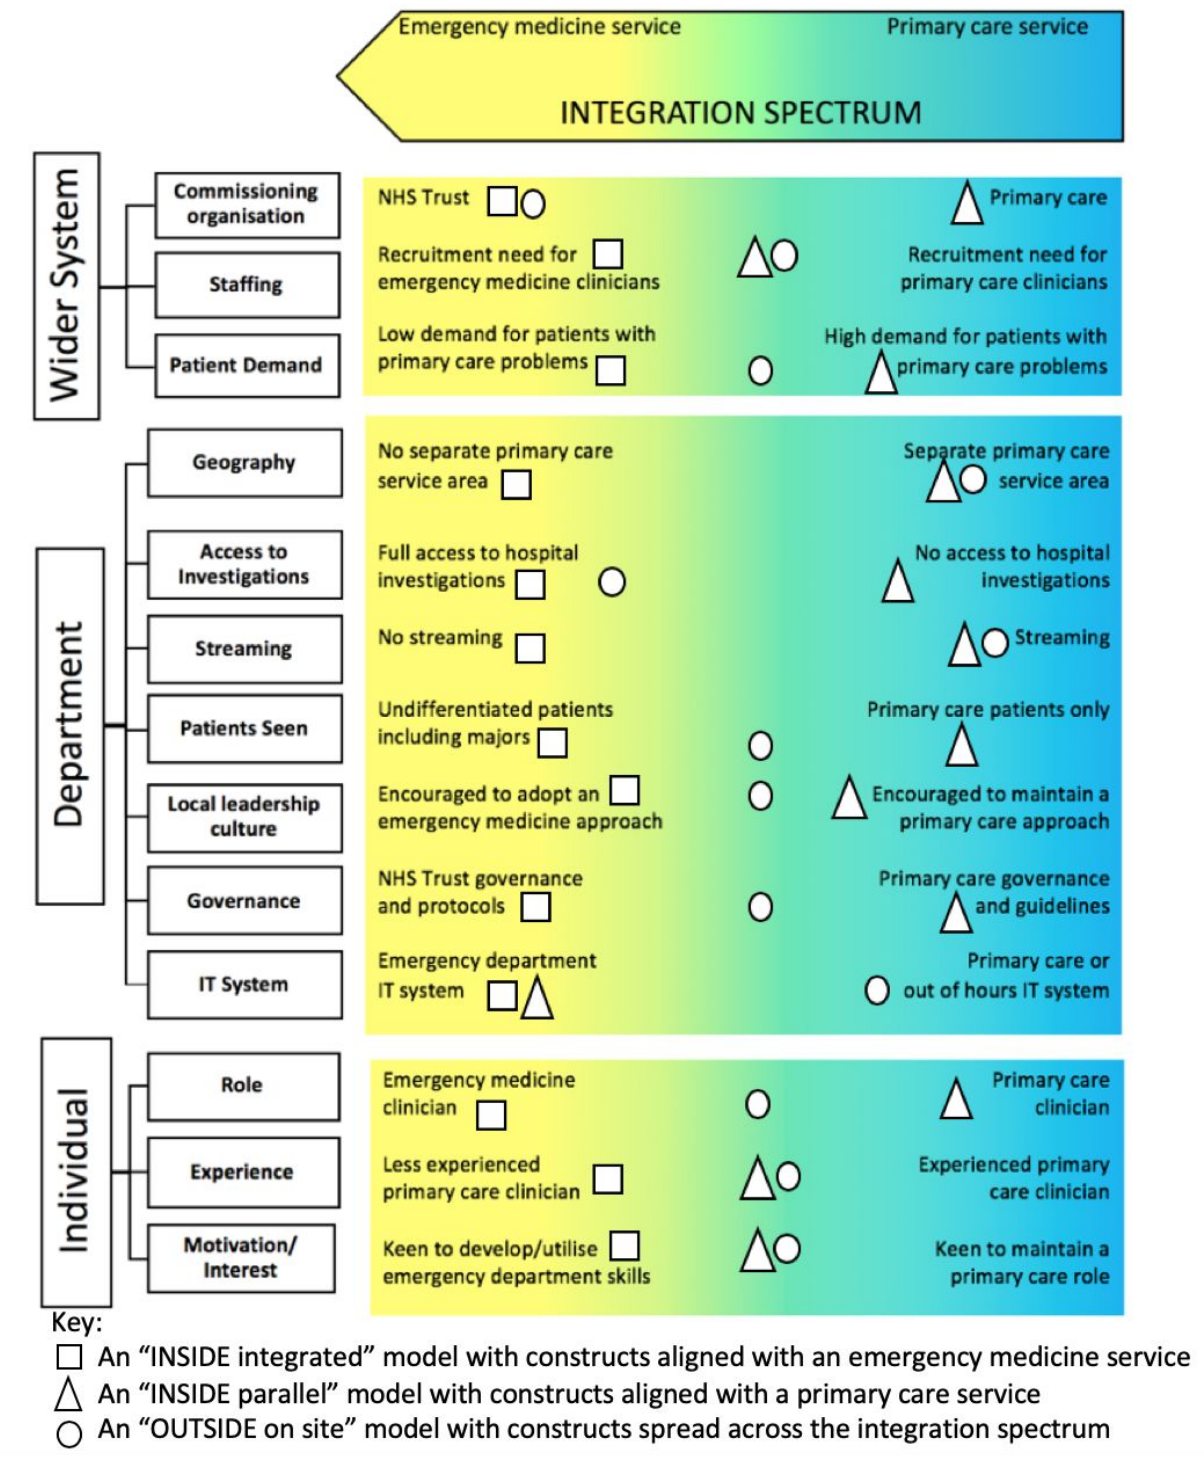 Emergency medicine service
Primary care service
INTEGRATION SPECTRUM
Wider System
Commissioning
organisation
NHS Trust
Primary care
Staffing
Recruitment need for
emergency medicine clinicians
Recruitment need for
primary care clinicians
Patient Demand
Low demand for patients with
primary care problems
High demand for patients with
primary care problems
Department
Geography
No separate primary care
service area
Separate primary care
service area
Access to
Investigations
Full access to hospital
investigations
No access to hospital
investigations
Streaming
No streaming
Streaming
Patients Seen
Undifferentiated patients
including majors
Primary care patients only
Local leadership
culture
Encouraged to adopt an
emergency medicine approach
Encouraged to maintain a
primary care approach
Governance
NHS Trust governance
and protocols
Primary care governance
and guidelines
IT System
Emergency department
IT system
Primary care or
out of hours IT system
Individual
Role
Emergency medicine
clinician
Primary care
clinician
Experience
Less experienced
primary care clinician
Experienced primary
care clinician
Motivation/
Interest
Keen to develop/utilise
emergency department skills
Keen to maintain a
primary care role
Key:
An “INSIDE integrated” model with constructs aligned with an emergency medicine service
An “INSIDE parallel” model with constructs aligned with a primary care service
An “OUTSIDE on site” model with constructs spread across the integration spectrum